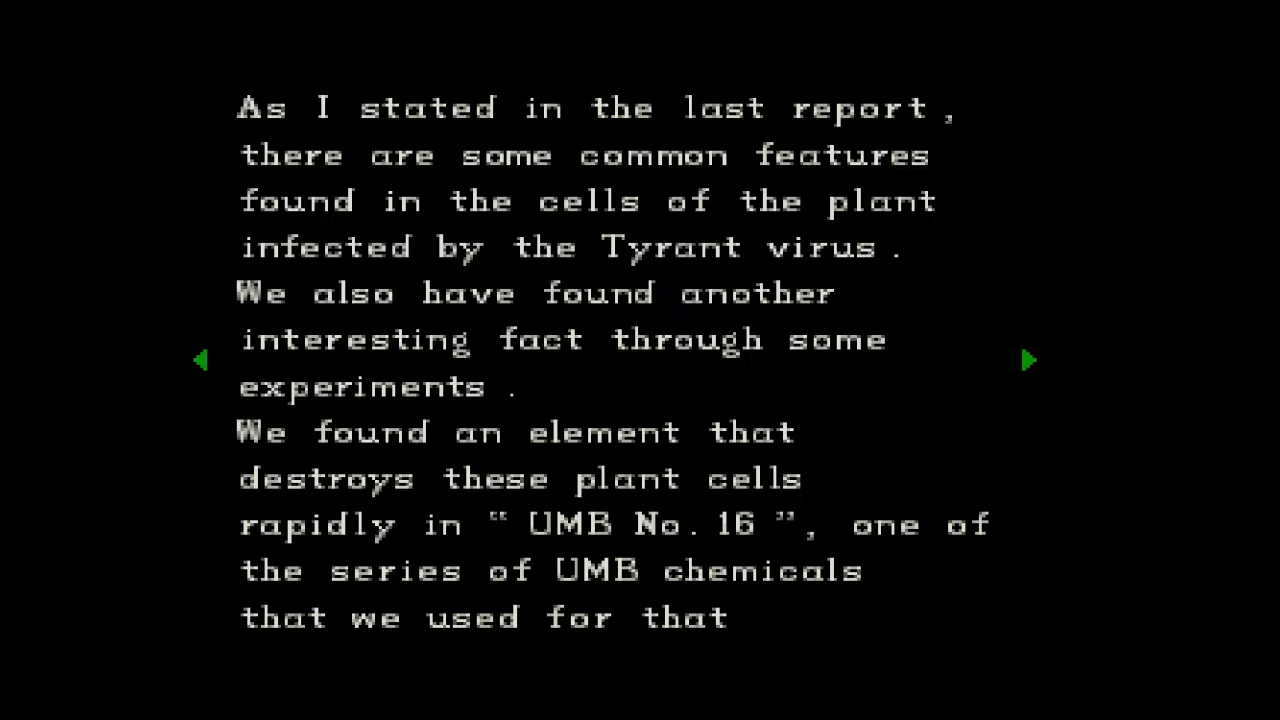 As I stated in the last report,
there are some common features
found in the cells of the plant
infected by the Tyrant virus.
We also have found another
interesting fact through some
experiments.
We found an element that
destroys these plant cells
rapidly in “ UMB No.16 ”, one of
the series of UMB chemicals
that we used for that